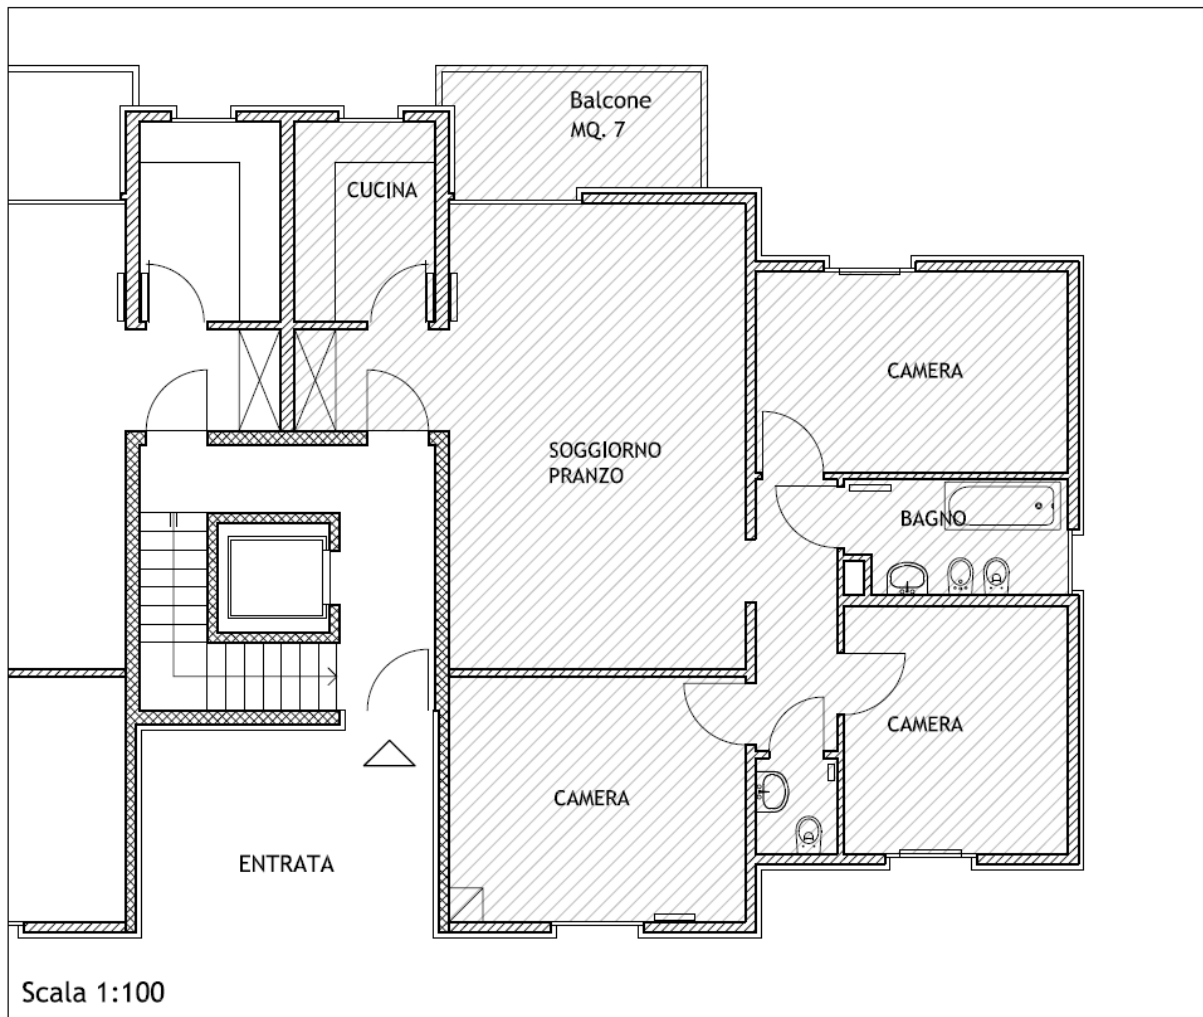 Balcone
MQ. 7
CUCINA
CAMERA
SOGGIORNO
PRANZO
BAGNO
CAMERA
CAMERA
ENTRATA
Scala 1:100